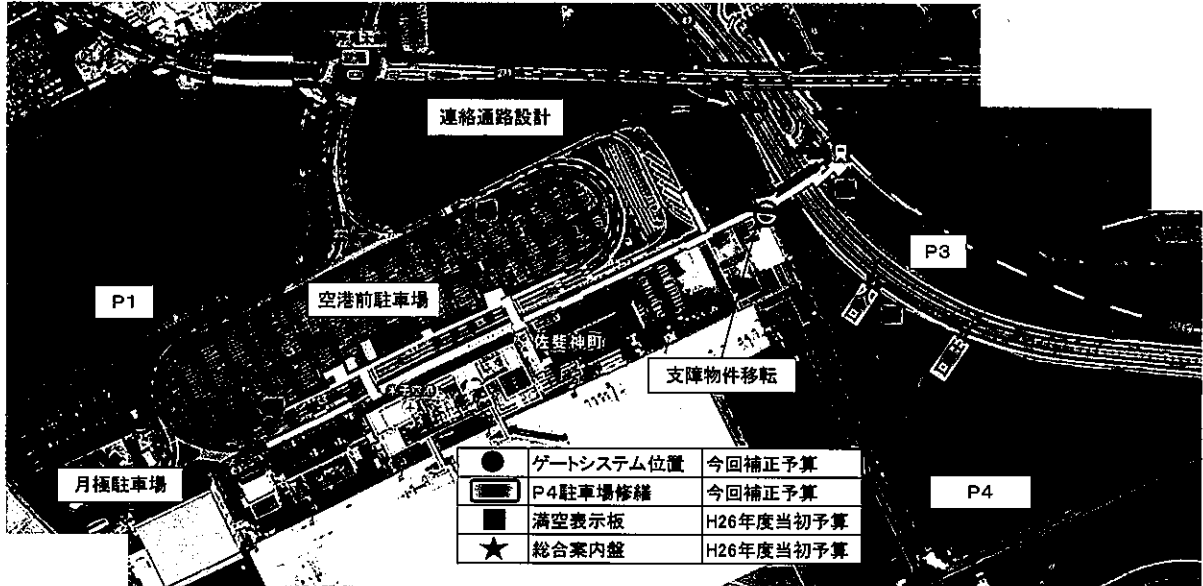 連絡通路設計
P3
P1
空港前駐車場
佐鞋神町
支障物件移転
月極駐車場
P4
● ゲートシステム位置 今回補正予算
P4駐車場修繕 今回補正予算
■ 満空表示板 H26年度当初予算
★ 総合案内盤 H26年度当初予算